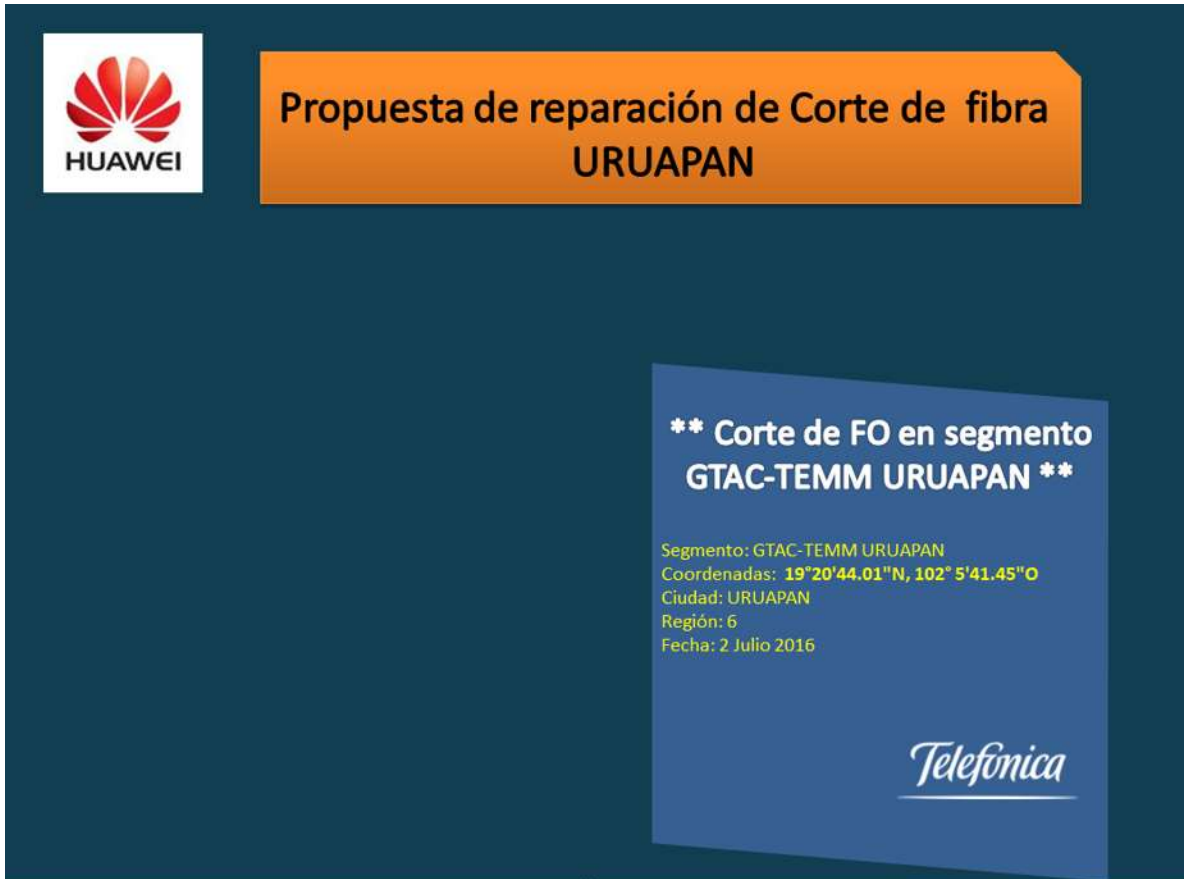 HUAWEI
Propuesta de reparación de Corte de fibra
URUAPAN
** Corte de FO en segmento
GTAC-TEMM URUAPAN **
Segmento: GTAC-TEMM URUAPAN
Coordenadas: 19°20'44.01"N, 102° 5'41.45"O
Ciudad: URUAPAN
Región: 6
Fecha: 2 Julio 2016
Telefónica